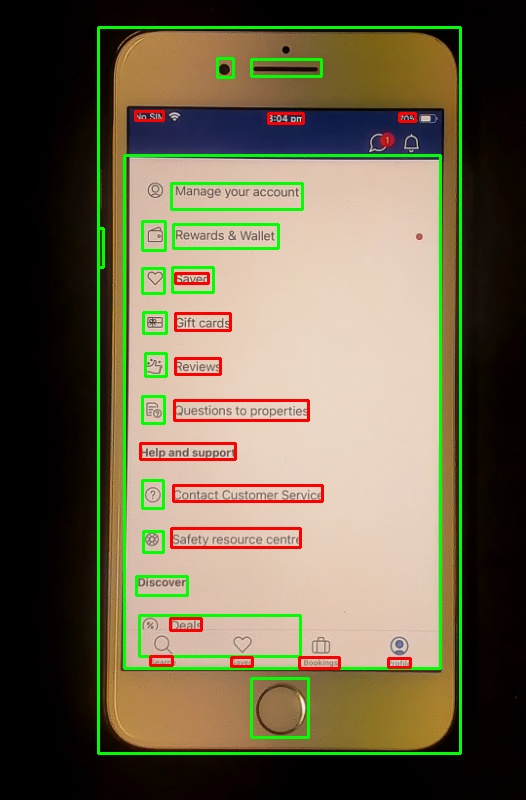 No SIM 3:04 pm 70%
1
Manage your account
Rewards & Wallet
Saved
Gift cards
Reviews
Questions to properties
Help and support
Contact Customer Service
Safety resource centre
Discover
Deals
Search Saved Bookings Profile